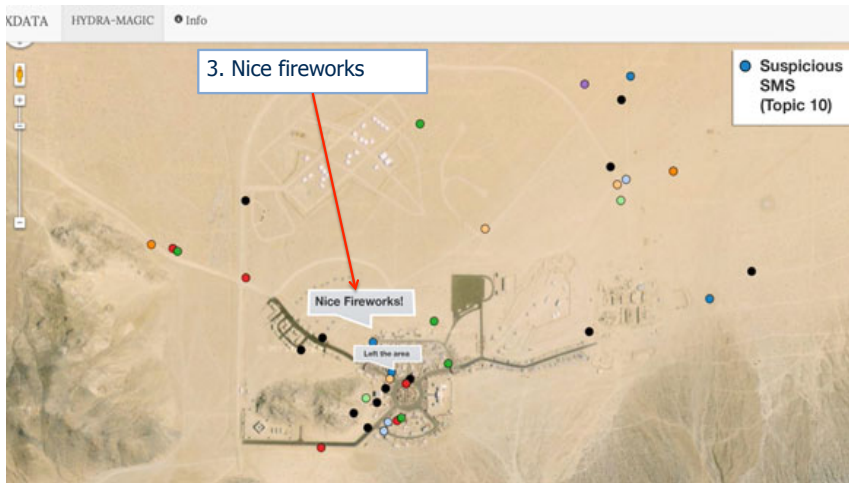 XDATA HYDRA-MAGIC Info
3. Nice fireworks
Suspicious
SMS
(Topic 10)
Nice Fireworks!
Left the area